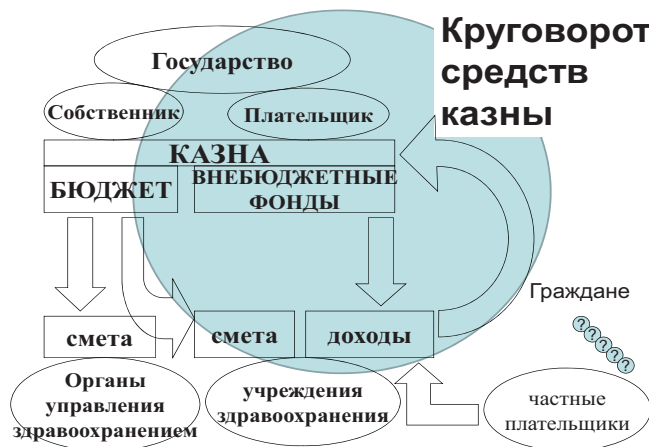 Круговорот
средств
казны
Государство
Собственник
Плательщик
КАЗНА
БЮДЖЕТ
ВНЕБЮДЖЕТНЫЕ
ФОНДЫ
Граждане
смета
смета
доходы
? ? ? ? ?
Органы
управления
здравоохранением
учреждения
здравоохранения
частные
плательщики